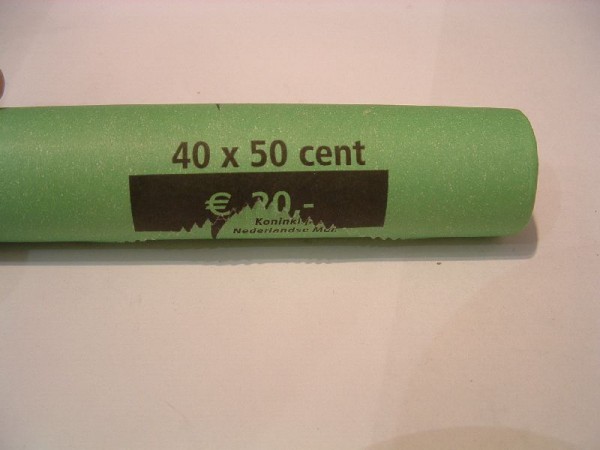 40 x 50 cent
€ 20,-
Nederlandse